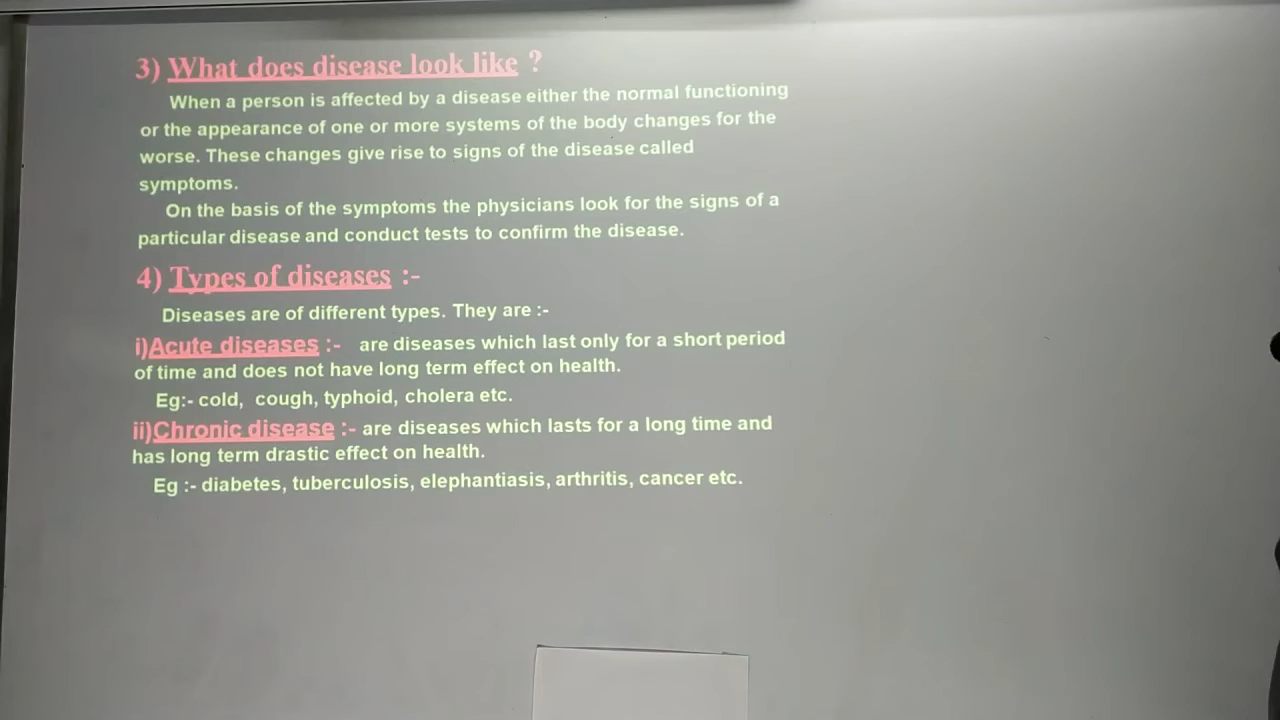 3) What does disease look like ?
When a person is affected by a disease either the normal functioning
or the appearance of one or more systems of the body changes for the
worse. These changes give rise to signs of the disease called
symptoms.
On the basis of the symptoms the physicians look for the signs of a
particular disease and conduct tests to confirm the disease.
4) Types of diseases :-
Diseases are of different types. They are :-
i)Acute diseases :- are diseases which last only for a short period
of time and does not have long term effect on health.
Eg:- cold, cough, typhoid, cholera etc.
ii)Chronic disease :- are diseases which lasts for a long time and
has long term drastic effect on health.
Eg :- diabetes, tuberculosis, elephantiasis, arthritis, cancer etc.